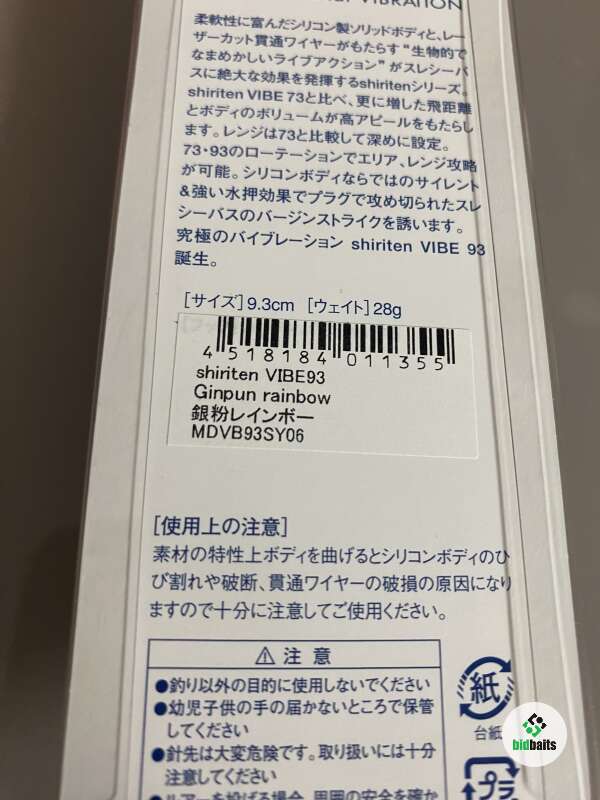 VIBRATION
柔軟性に富んだシリコン製ソリッドボディと、レー
ザーカット貫通ワイヤーがもたらす"生物的で
なまめかしいライブアクション"がスレシーバ
スに絶大な効果を発揮するshiritenシリーズ。
shiriten VIBE 73と比べ、更に増した飛距離
とボディのボリュームが高アピールをもたらし
ます。レンジは73と比較して深めに設定。
73・93のローテーションでエリア、レンジ攻略
が可能。シリコンボディならではのサイレント
&強い水押効果でプラグで攻め切られたスレ
シーバスのバージンストライクを誘います。
究極のバイブレーション shiriten VIBE 93
誕生。
[サイズ]9.3cm [ウェイト]28g
4 518184 011355
shiriten VIBE93
Ginpun rainbow
銀粉レインボー
MDVB93SY06
[使用上の注意]
素材の特性上ボディを曲げるとシリコンボディのひ
び割れや破断、貫通ワイヤーの破損の原因になり
ますので十分に注意してご使用ください。
⚠ 注意
●釣り以外の目的に使用しないでください
●幼児子供の手の届かないところで保管
してください
●針先は大変危険です。取り扱いには十分
注意してください
●ルアーを投げる場合、周囲の安全を確か
紙
台紙
プラ
bidbaits